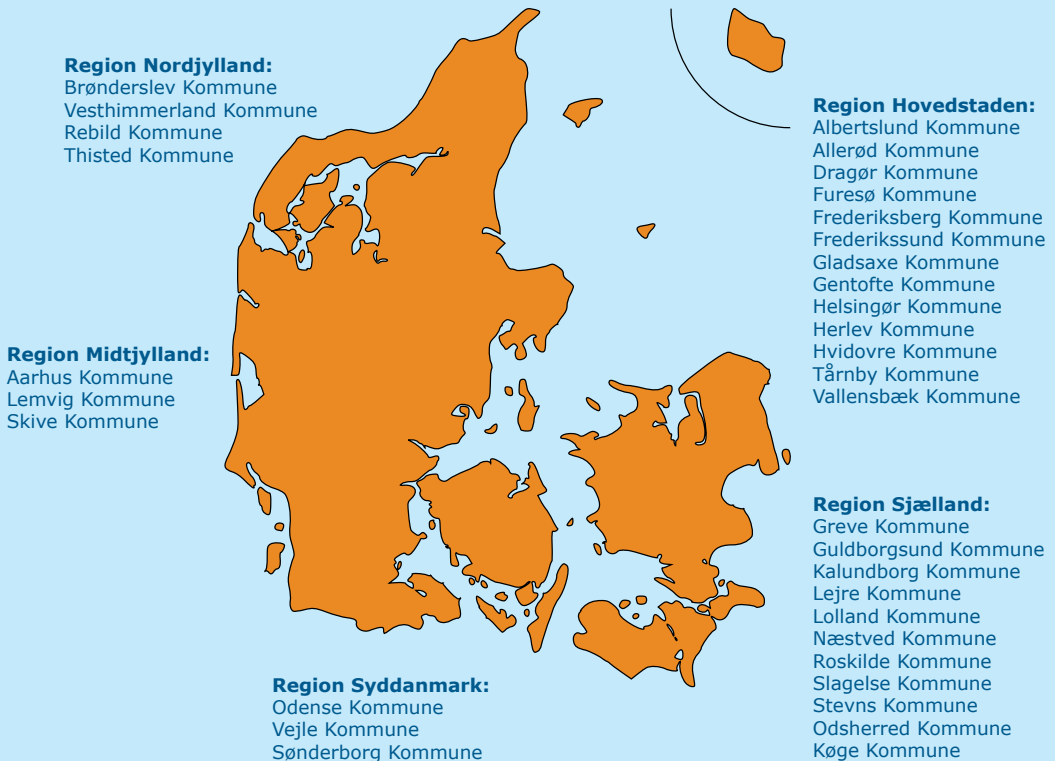 Region Nordjylland:
Brønderslev Kommune
Vesthimmerland Kommune
Rebild Kommune
Thisted Kommune
Region Hovedstaden:
Albertslund Kommune
Allerød Kommune
Dragør Kommune
Furesø Kommune
Frederiksberg Kommune
Frederikssund Kommune
Gladsaxe Kommune
Gentofte Kommune
Helsingør Kommune
Herlev Kommune
Hvidovre Kommune
Tårnby Kommune
Vallensbæk Kommune
Region Midtjylland:
Aarhus Kommune
Lemvig Kommune
Skive Kommune
Region Sjælland:
Greve Kommune
Guldborgsund Kommune
Kalundborg Kommune
Lejre Kommune
Lolland Kommune
Næstved Kommune
Roskilde Kommune
Slagelse Kommune
Stevns Kommune
Odsherred Kommune
Køge Kommune
Region Syddanmark:
Odense Kommune
Vejle Kommune
Sønderborg Kommune